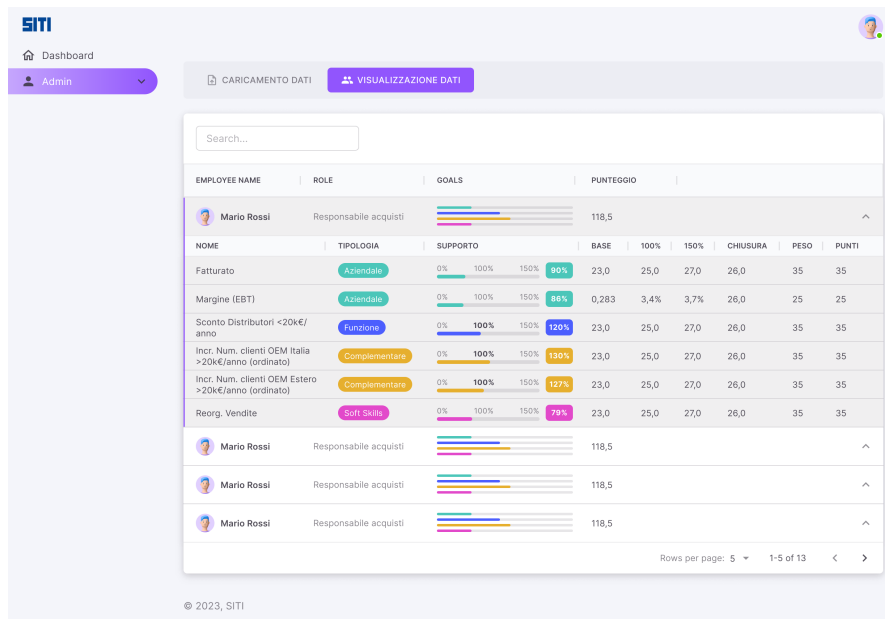 SITI
Dashboard
Admin
CARICAMENTO DATI VISUALIZZAZIONE DATI
Search...
EMPLOYEE NAME ROLE GOALS PUNTEGGIO
Mario Rossi Responsabile acquisti 118,5
NOME TIPOLOGIA SUPPORTO BASE 100% 150% CHIUSURA PESO PUNTI
Fatturato Aziendale 0% 100% 150% 90% 23,0 25,0 27,0 26,0 35 35
Margine (EBT) Aziendale 0% 100% 150% 86% 0,283 3,4% 3,7% 26,0 25 25
Sconto Distributori <20k€/
anno Funzione 0% 100% 150% 120% 23,0 25,0 27,0 26,0 35 35
Incr. Num. clienti OEM Italia
>20k€/anno (ordinato) Complementare 0% 100% 150% 130% 23,0 25,0 27,0 26,0 35 35
Incr. Num. clienti OEM Estero
>20k€/anno (ordinato) Complementare 0% 100% 150% 127% 23,0 25,0 27,0 26,0 35 35
Reorg. Vendite Soft Skills 0% 100% 150% 79% 23,0 25,0 27,0 26,0 35 35
Mario Rossi Responsabile acquisti 118,5
Mario Rossi Responsabile acquisti 118,5
Mario Rossi Responsabile acquisti 118,5
Rows per page: 5 1-5 of 13
© 2023, SITI